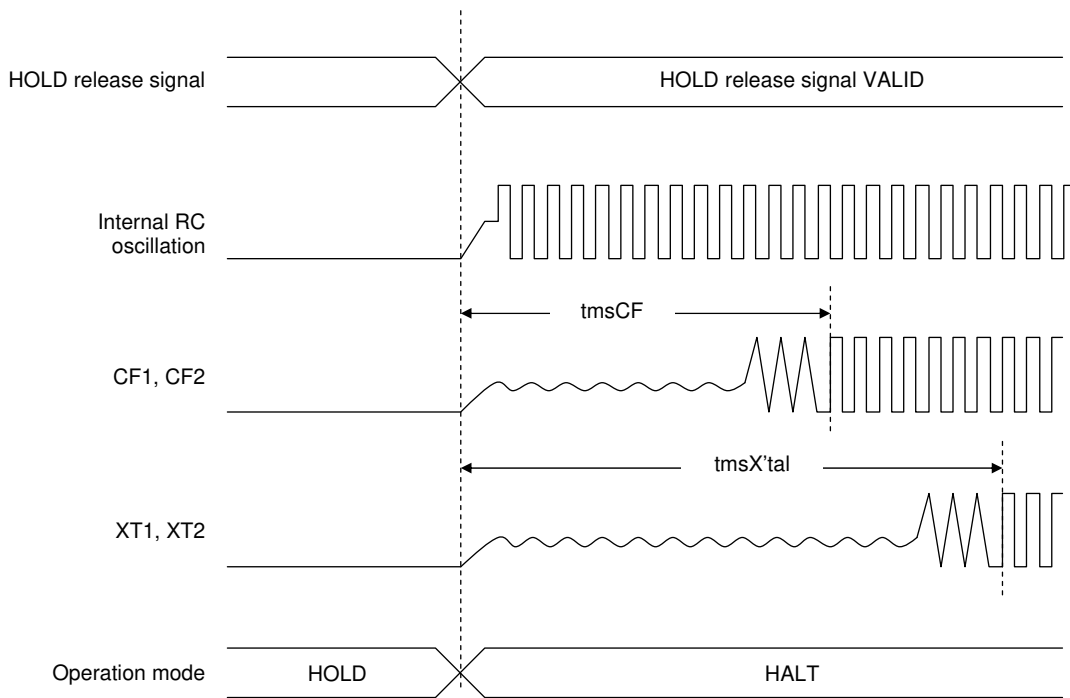 HOLD release signal
HOLD release signal VALID
Internal RC
oscillation
tmsCF
CF1, CF2
tmsX'tal
XT1, XT2
Operation mode
HOLD
HALT